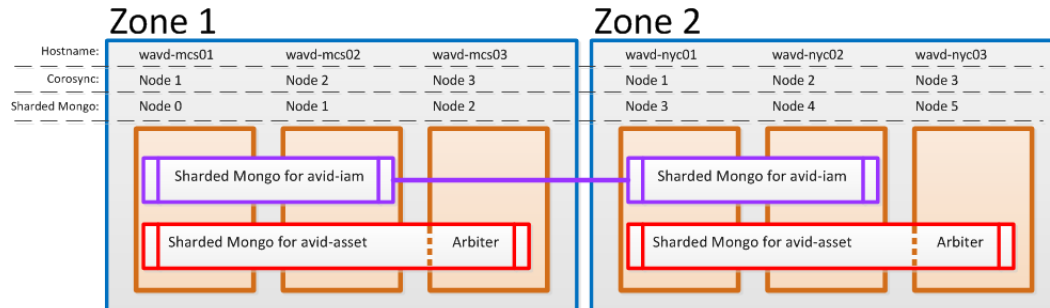 Zone 1 Zone 2
Hostname: wavd-mcs01 wavd-mcs02 wavd-mcs03 wavd-nyc01 wavd-nyc02 wavd-nyc03
Corosync: Node 1 Node 2 Node 3 Node 1 Node 2 Node 3
Sharded Mongo: Node 0 Node 1 Node 2 Node 3 Node 4 Node 5
Sharded Mongo for avid-iam Sharded Mongo for avid-iam
Sharded Mongo for avid-asset Arbiter Sharded Mongo for avid-asset Arbiter